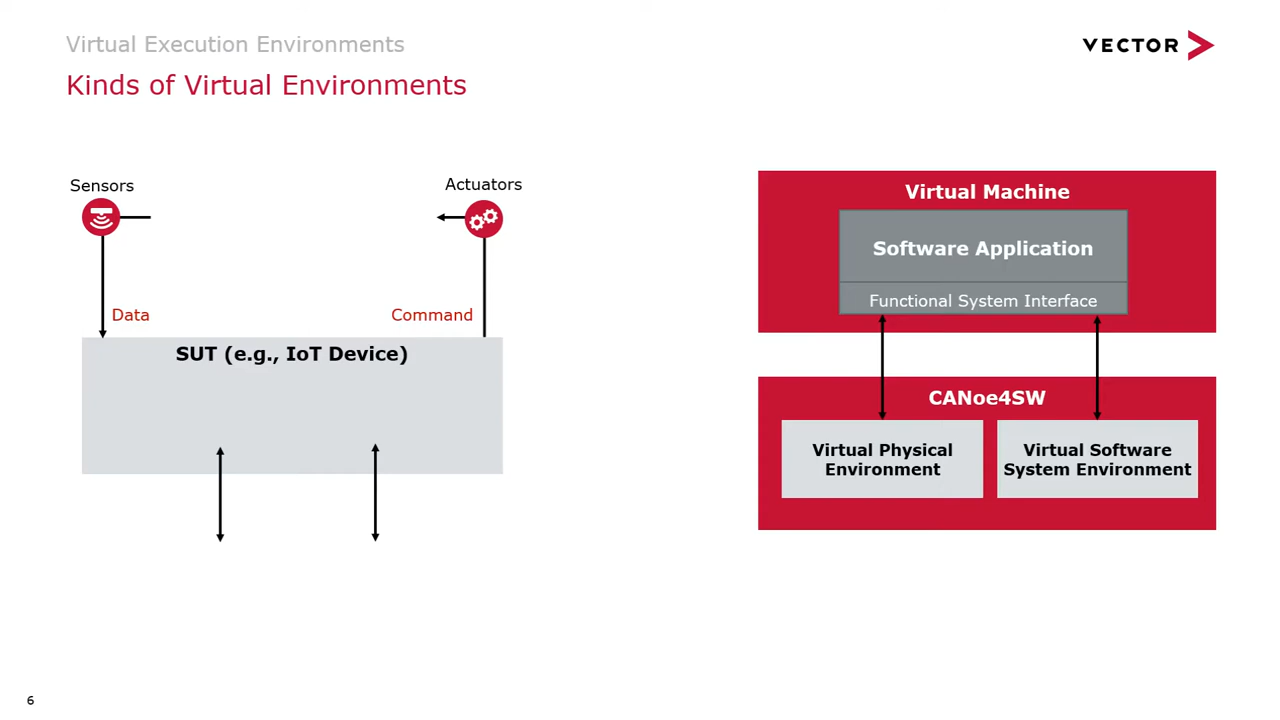 Virtual Execution Environments
Kinds of Virtual Environments
VECTOR
Sensors
Actuators
Data
Command
SUT (e.g., IoT Device)
Virtual Machine
Software Application
Functional System Interface
CANoe4SW
Virtual Physical
Environment
Virtual Software
System Environment
6